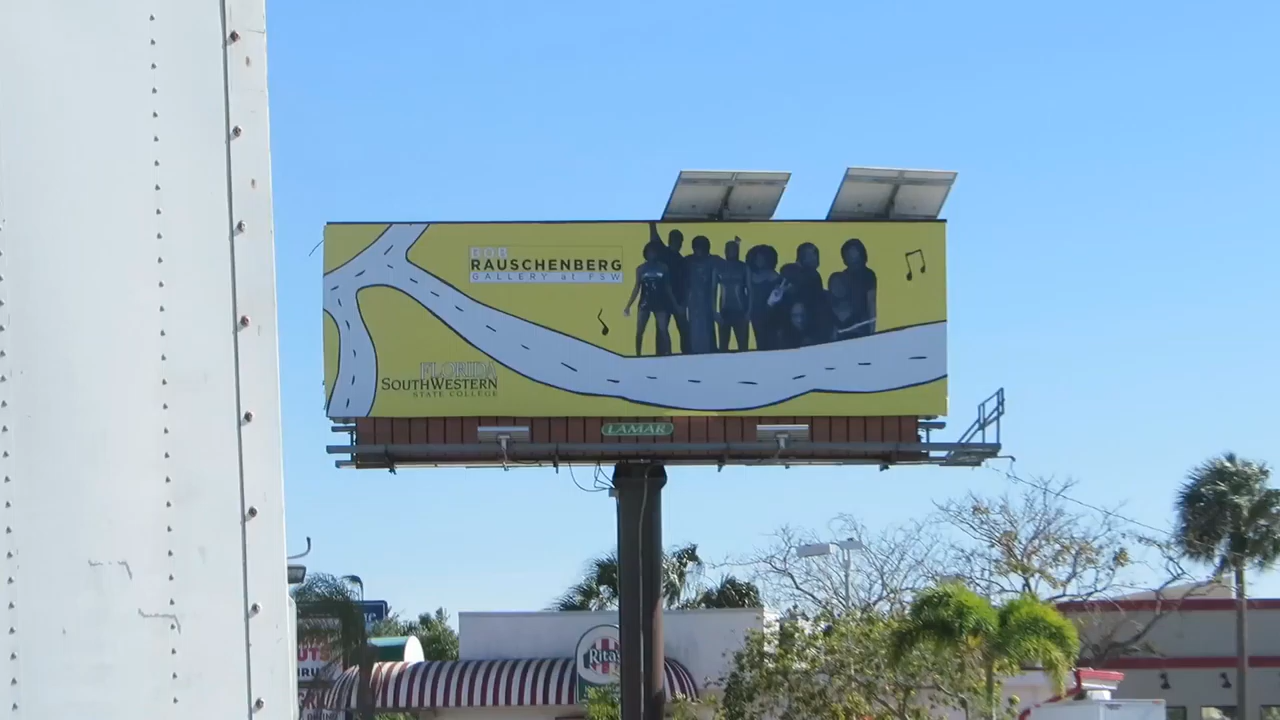 BOB
RAUSCHENBERG
GALLERY at FSW
FLORIDA
SOUTHWESTERN
STATE COLLEGE
LAMAR
Rita's